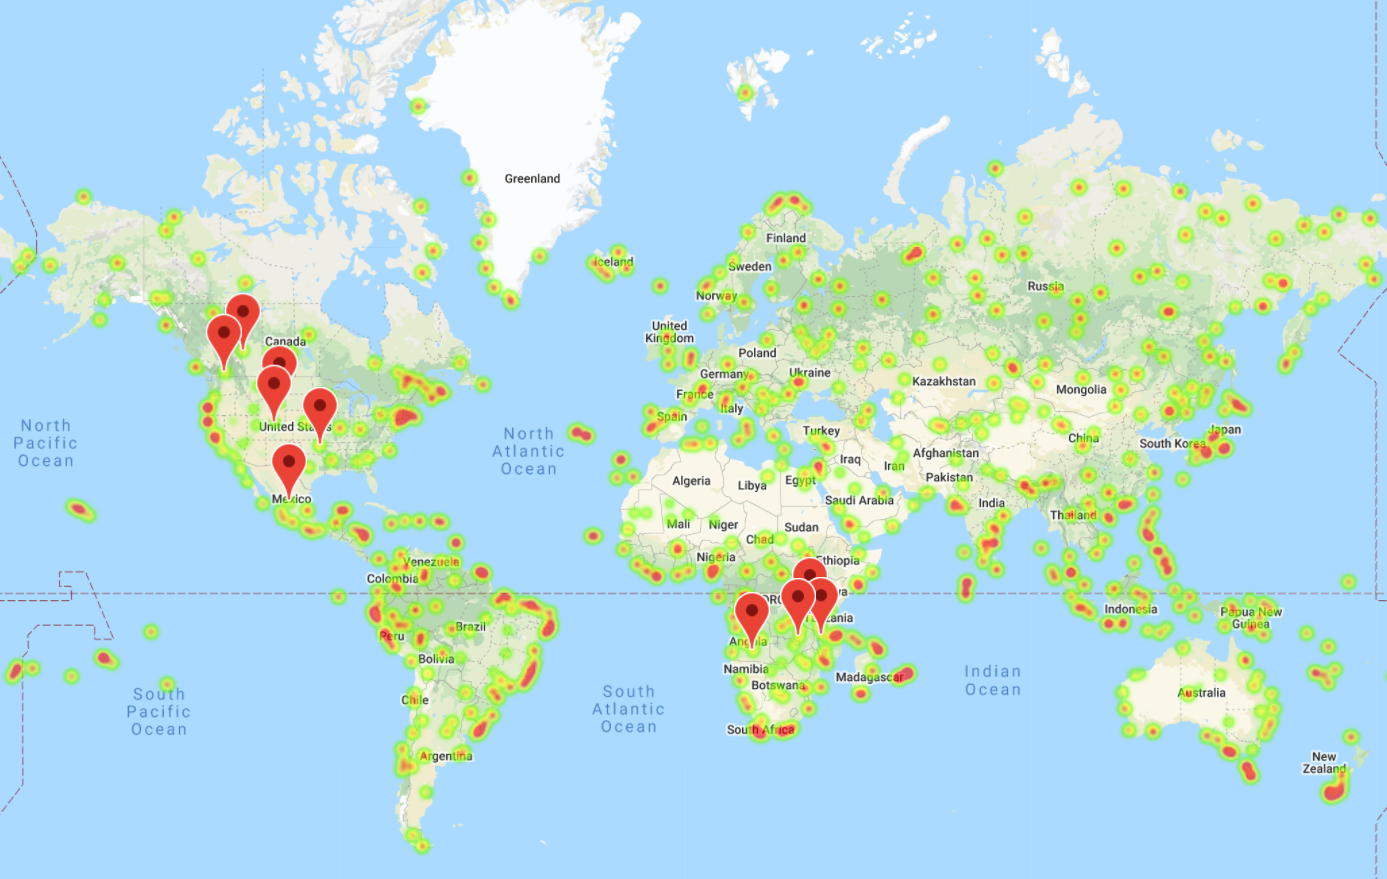 Greenland
Finland
Iceland
Sweden
Russia
Norway
United
Kingdom
Canada
Poland
Germany
Ukraine
Kazakhstan
Mongolia
France
Italy
Spain
United States
North
Pacific
Ocean
North
Atlantic
Ocean
Turkey
Japan
China
South Korea
Iraq
Iran
Afghanistan
Pakistan
Algeria
Libya
Egypt
Saudi Arabia
India
Mexico
Thailand
Mali
Niger
Sudan
Chad
Nigeria
Ethiopia
Venezuela
Colombia
Indonesia
Papua New
Guinea
Brazil
Peru
Angola
Bolivia
Namibia
Botswana
Madagascar
Indian
Ocean
South
Pacific
Ocean
South
Atlantic
Ocean
Chile
Australia
South Africa
Argentina
New
Zealand